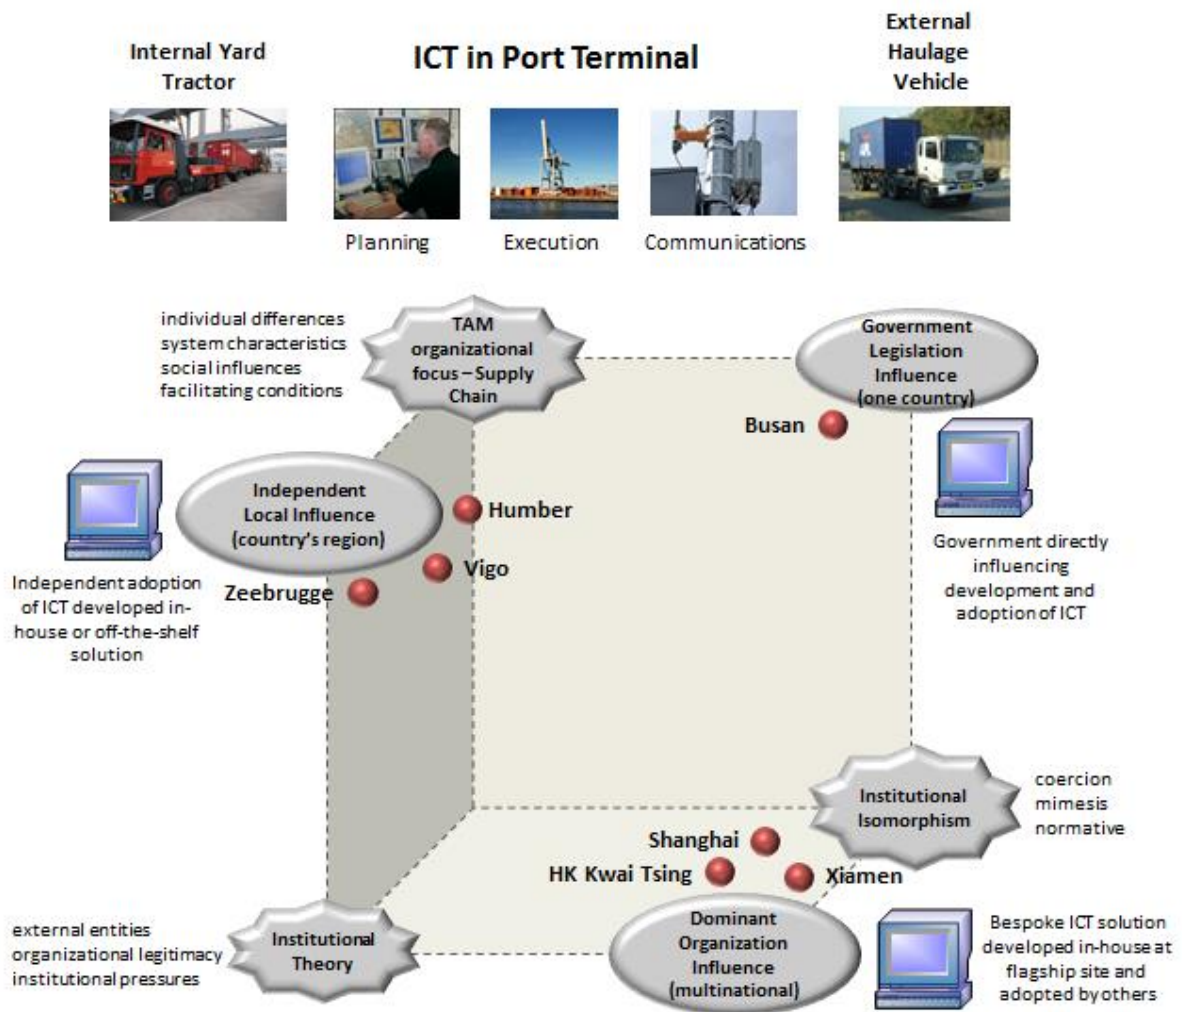 Internal Yard
Tractor
ICT in Port Terminal
External
Haulage
Vehicle
Planning
Execution
Communications
individual differences
system characteristics
social influences
facilitating conditions
TAM
organizational
focus – Supply
Chain
Government
Legislation
Influence
(one country)
Busan
Independent
Local Influence
(country's region)
Humber
Vigo
Zeebrugge
Independent adoption
of ICT developed in-
house or off-the-shelf
solution
Government directly
influencing
development and
adoption of ICT
Institutional
Isomorphism
coercion
mimesis
normative
Shanghai
HK Kwai Tsing
Xiamen
external entities
organizational legitimacy
institutional pressures
Institutional
Theory
Dominant
Organization
Influence
(multinational)
Bespoke ICT solution
developed in-house at
flagship site and
adopted by others